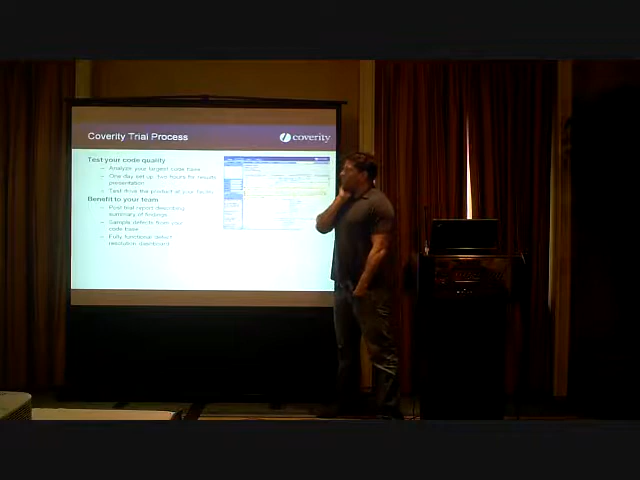 Coverity Trial Process
coverity
Test your code quality
– Analyze your largest code base
– One day set up, two hours for results
presentation
– Test drive the product at your facility
Benefit to your team
– Post trial report describing
summary of findings
– Sample defects from your
code base
– Fully functional defect
resolution dashboard